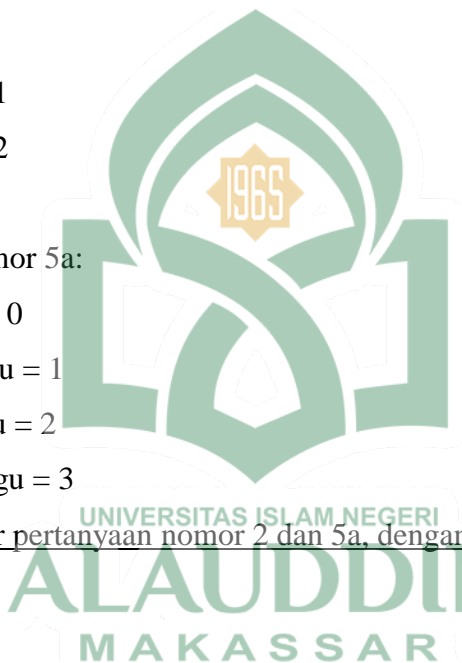 1
2
1965
nor 5a:
0
u = 1
u = 2
gu = 3
UNIVERSITAS ISLAM NEGERI
r pertanyaan nomor 2 dan 5a, dengan
ALAUDDI
MAKASSAR